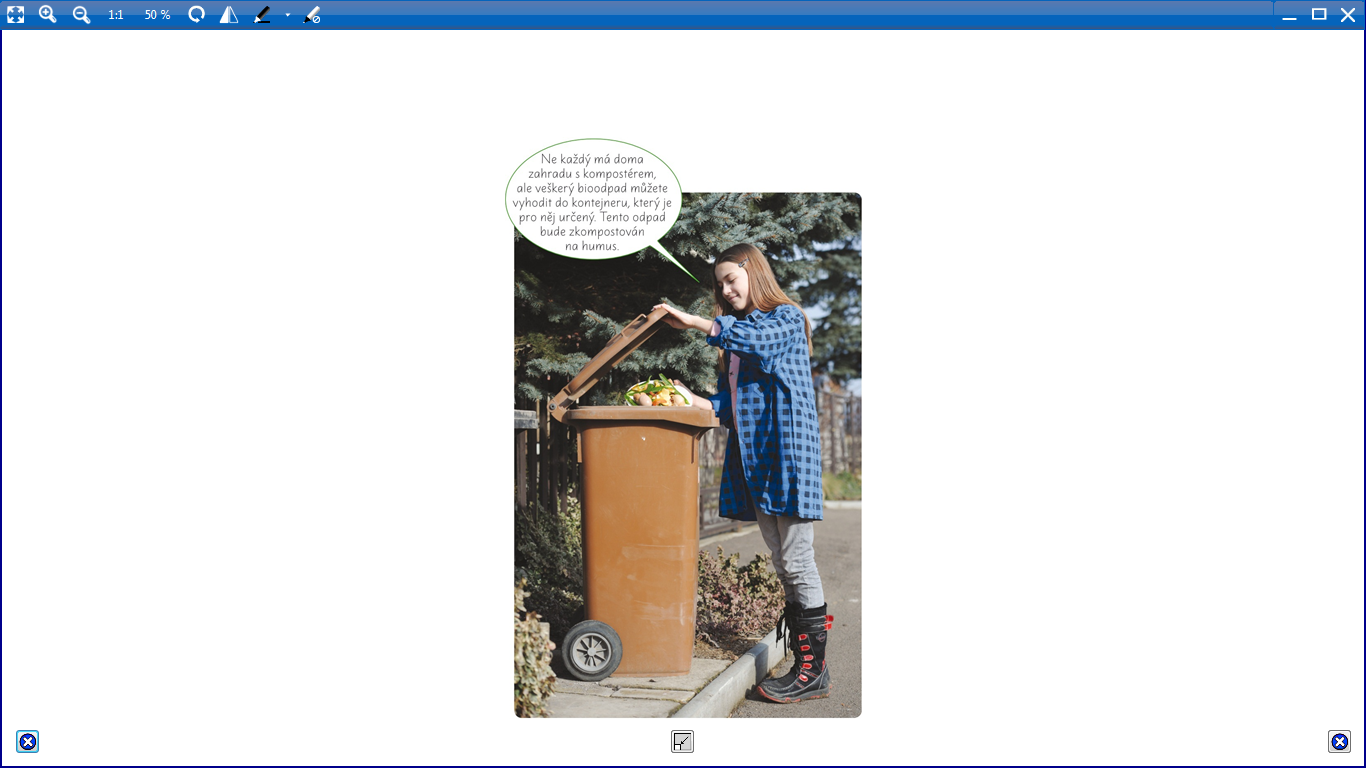 1:1
50 %
Ne každý má doma
zahradu s kompostérem,
ale veškerý bioodpad můžete
vyhodit do kontejneru, který je
pro něj určený. Tento odpad
bude zkompostován
na humus.